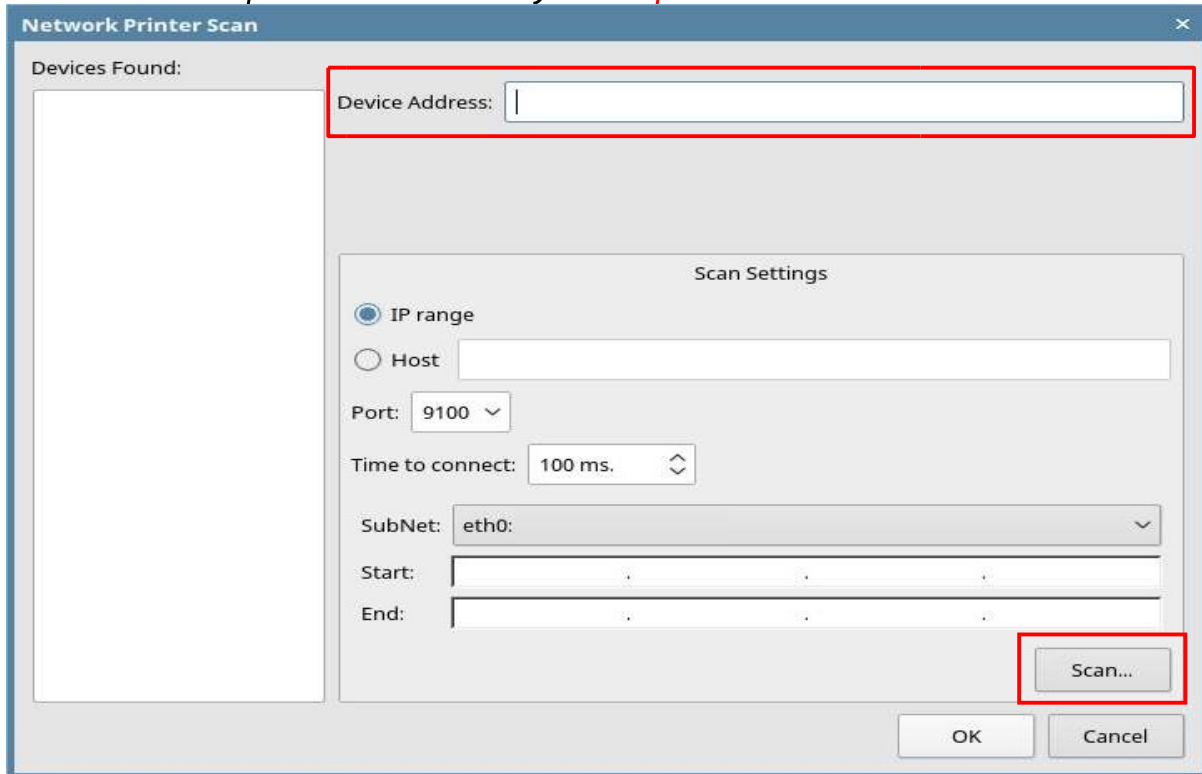 Network Printer Scan
Devices Found:
Device Address:
Scan Settings
IP range
Host
Port: 9100
Time to connect: 100 ms.
SubNet: eth0:
Start: . . .
End: . . .
Scan...
OK Cancel